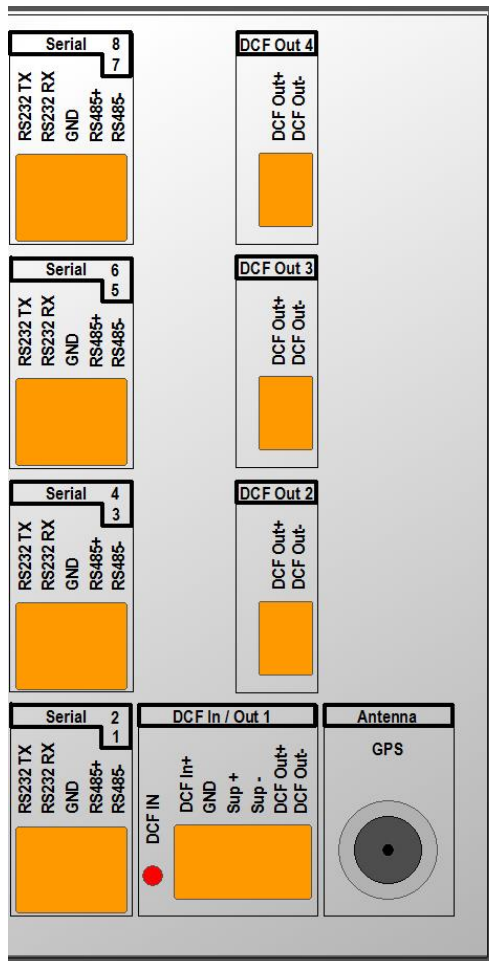 Serial 8
7
RS232 TX
RS232 RX
GND
RS485+
RS485-
DCF Out 4
DCF Out+
DCF Out-
Serial 6
5
RS232 TX
RS232 RX
GND
RS485+
RS485-
DCF Out 3
DCF Out+
DCF Out-
Serial 4
3
RS232 TX
RS232 RX
GND
RS485+
RS485-
DCF Out 2
DCF Out+
DCF Out-
Serial 2
1
RS232 TX
RS232 RX
GND
RS485+
RS485-
DCF In / Out 1
DCF IN
DCF In+
GND
Sup +
Sup -
DCF Out+
DCF Out-
Antenna
GPS